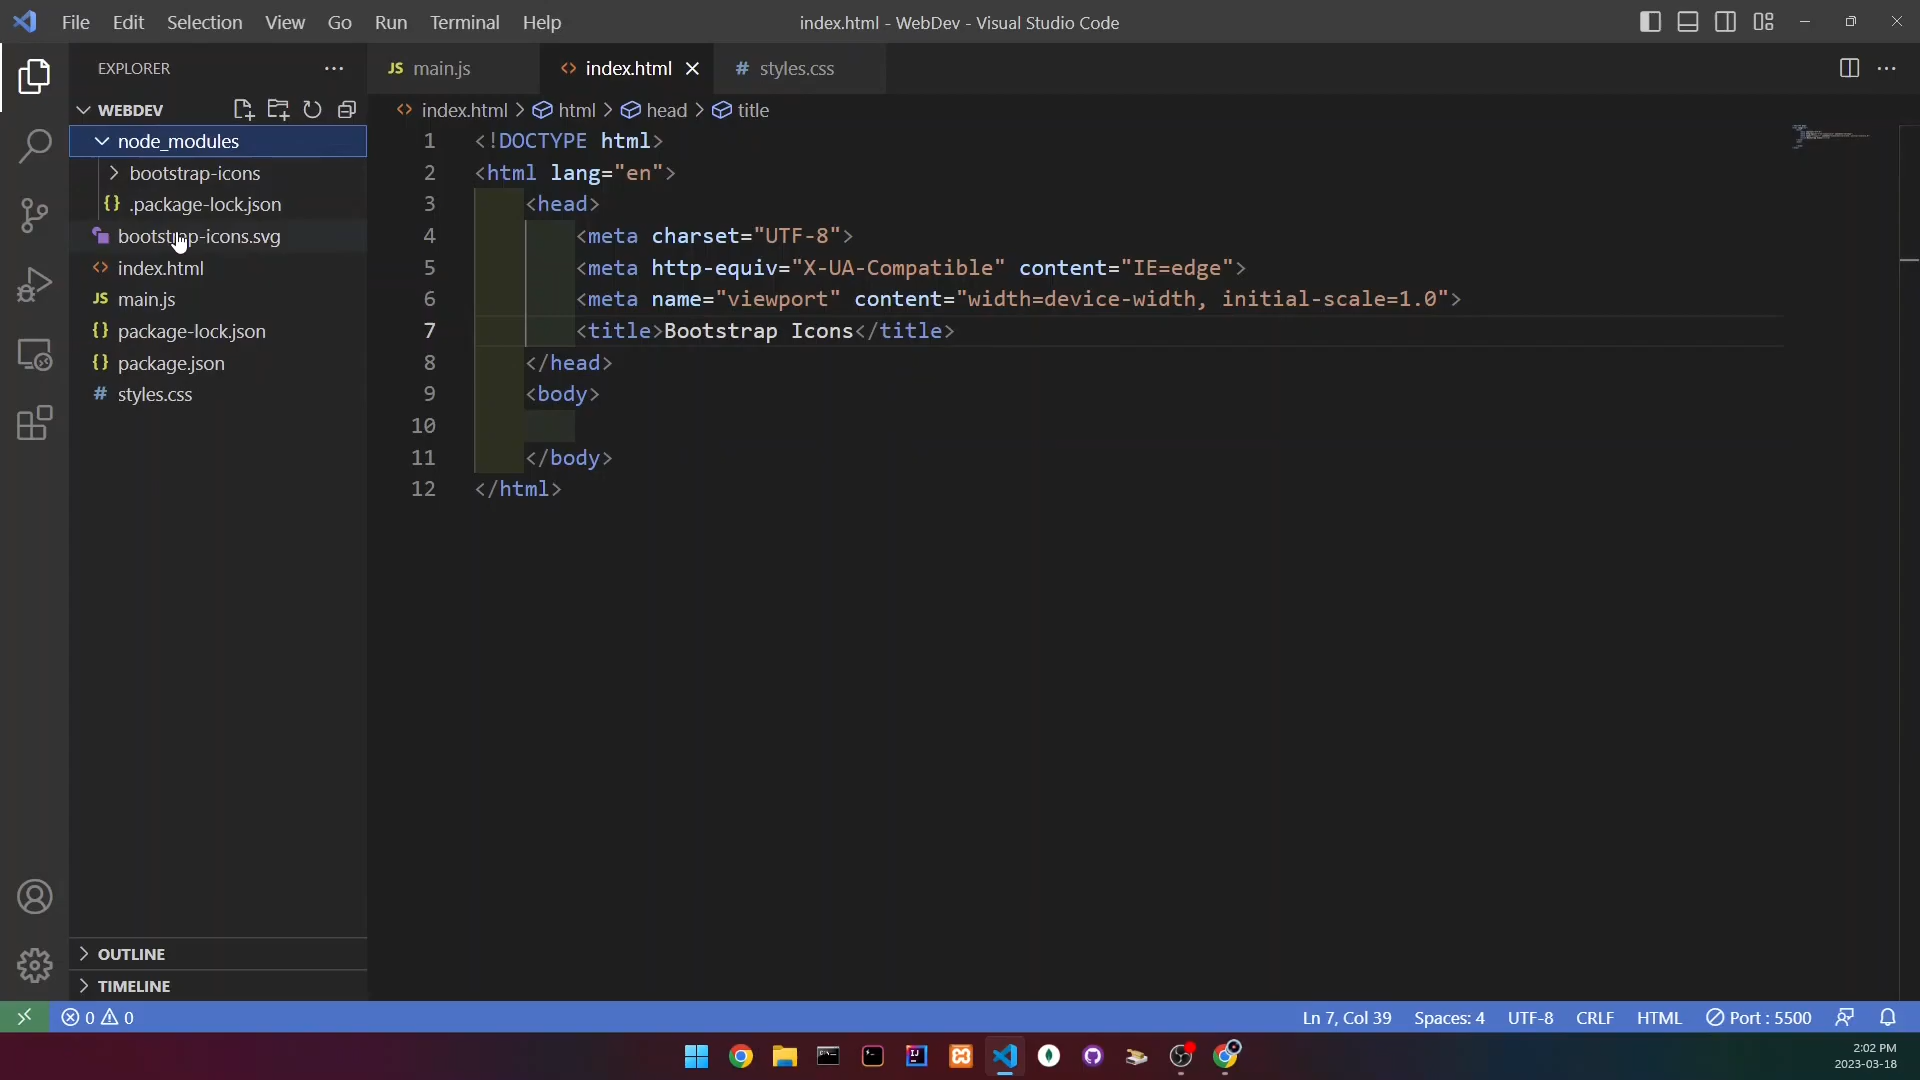 File Edit Selection View Go Run Terminal Help
index.html - WebDev - Visual Studio Code
EXPLORER
WEBDEV
node_modules
bootstrap-icons
.package-lock.json
bootstrap-icons.svg
index.html
main.js
package-lock.json
package.json
styles.css
OUTLINE
TIMELINE
JS main.js
<> index.html
# styles.css
<> index.html > html > head > title
1 <!DOCTYPE html>
2 <html lang="en">
3 <head>
4 <meta charset="UTF-8">
5 <meta http-equiv="X-UA-Compatible" content="IE=edge">
6 <meta name="viewport" content="width=device-width, initial-scale=1.0">
7 <title>Bootstrap Icons</title>
8 </head>
9 <body>
10
11 </body>
12 </html>
0 0
Ln 7, Col 39 Spaces: 4 UTF-8 CRLF HTML Port : 5500
2:02 PM
2023-03-18